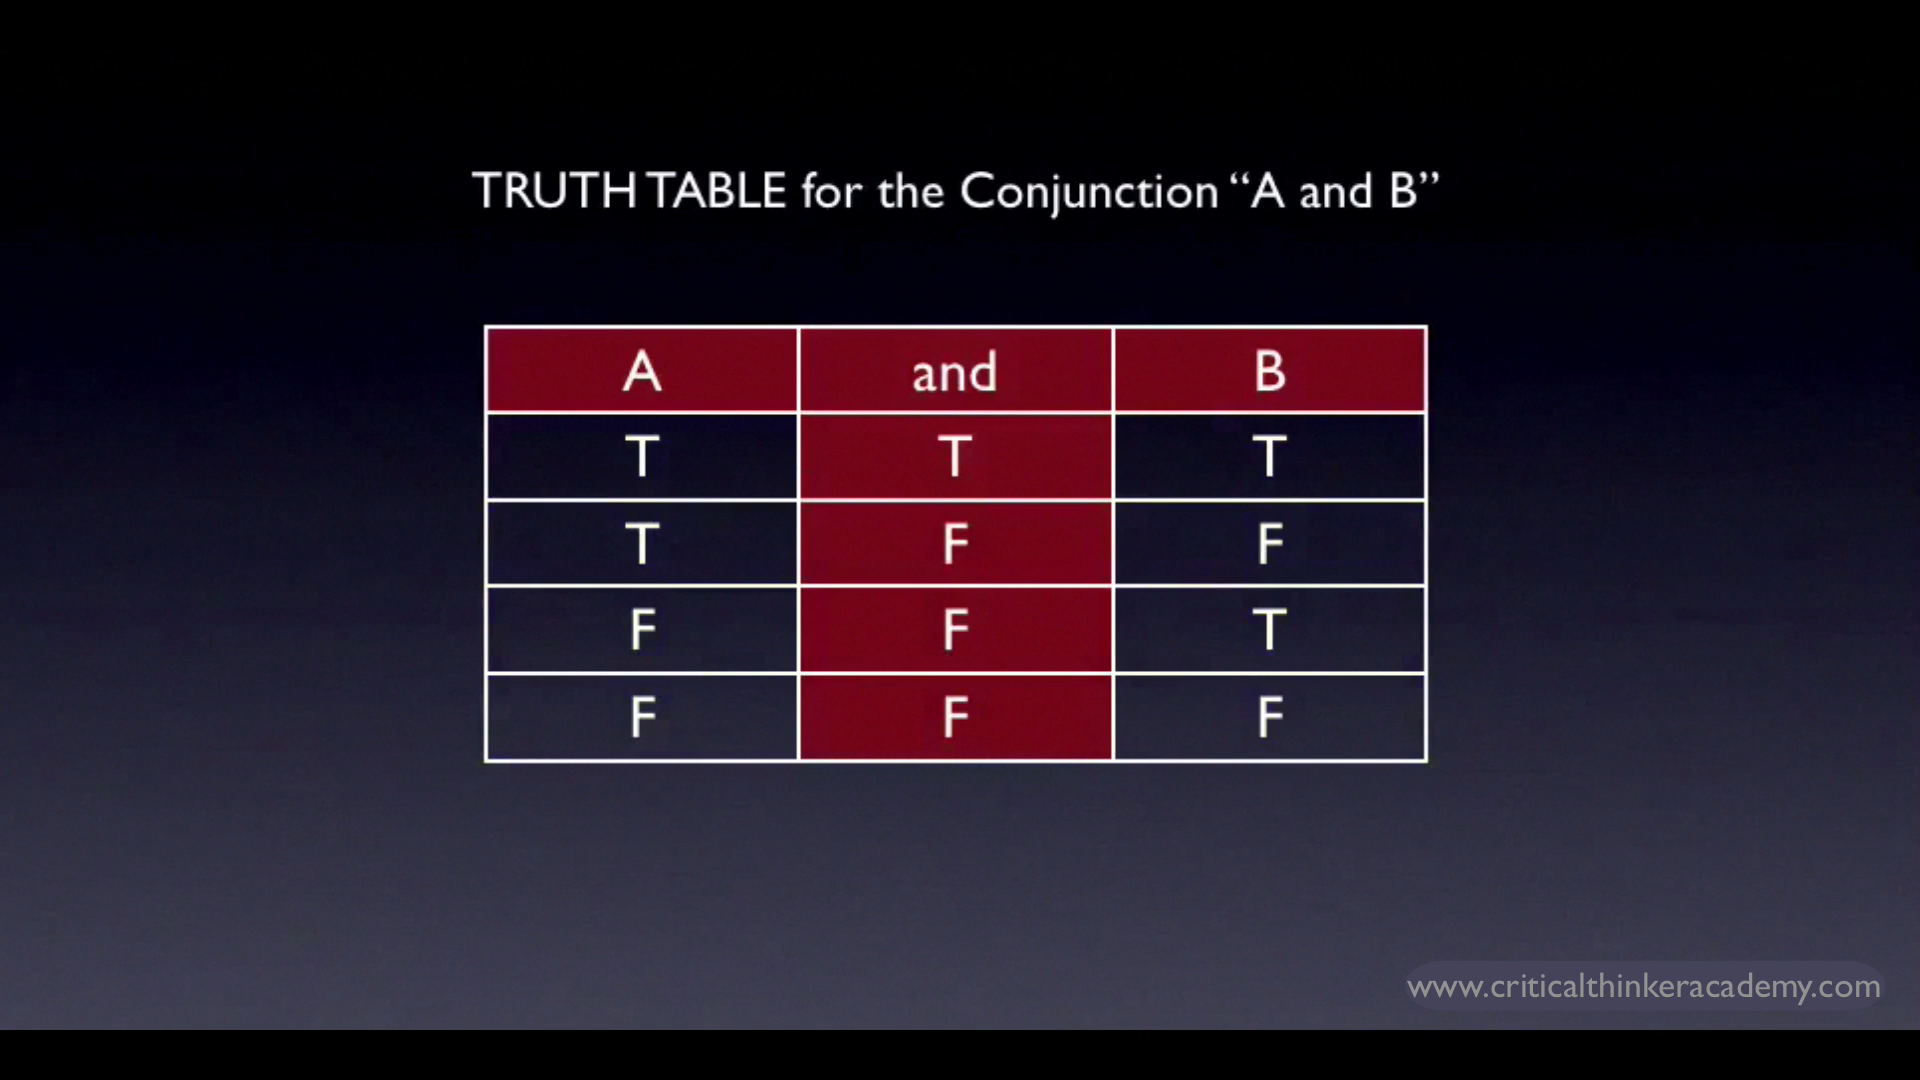 TRUTH TABLE for the Conjunction “A and B”
A and B
T T T
T F F
F F T
F F F
www.criticalthinkeracademy.com